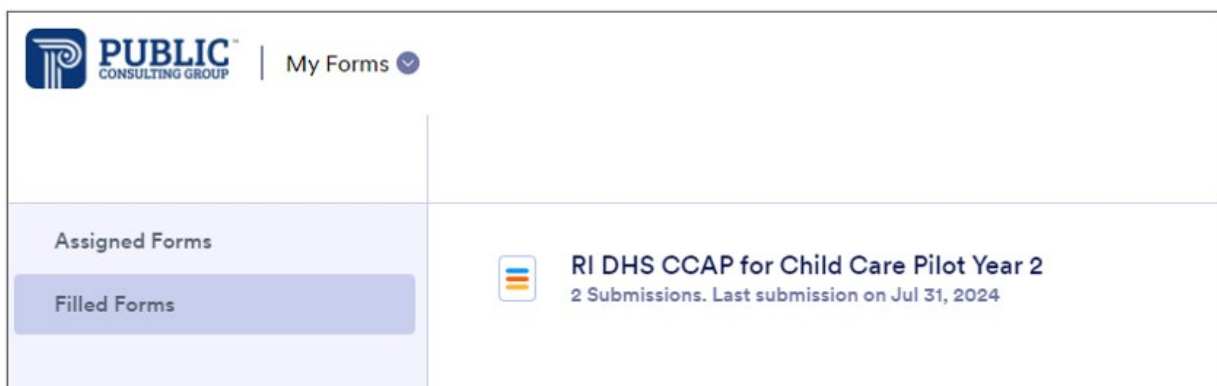 PUBLIC™
CONSULTING GROUP
My Forms
Assigned Forms
Filled Forms
RI DHS CCAP for Child Care Pilot Year 2
2 Submissions. Last submission on Jul 31, 2024